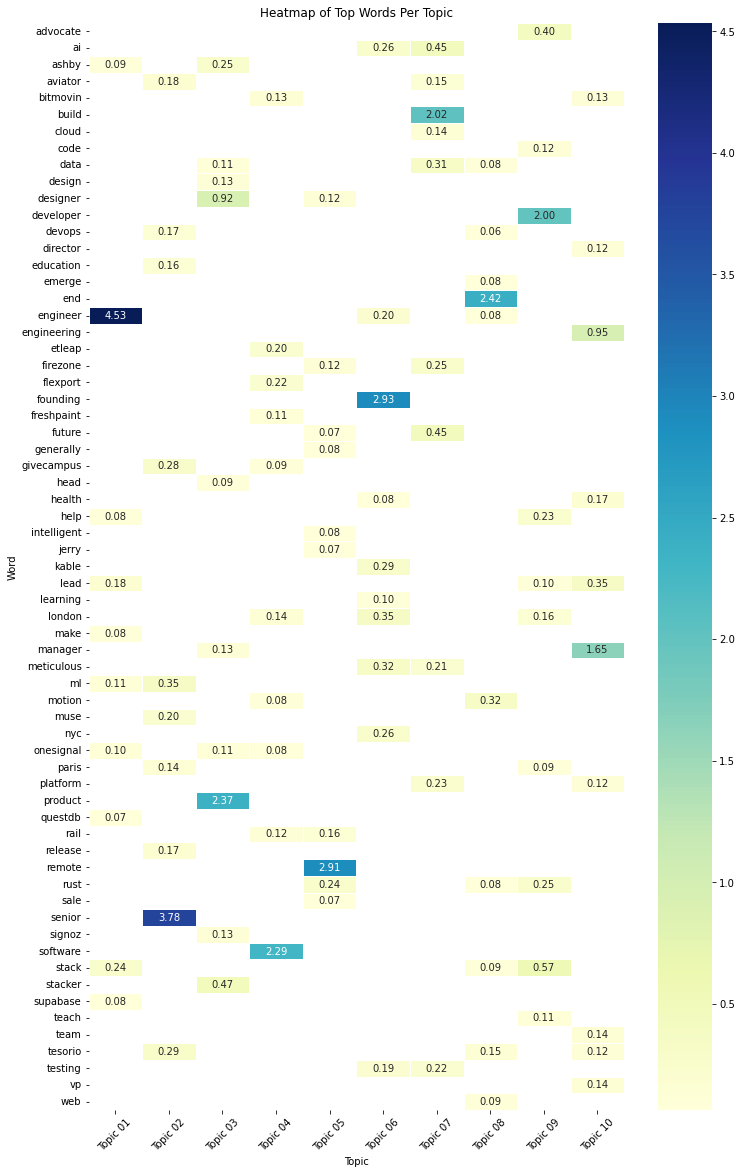 Heatmap of Top Words Per Topic
advocate 0.40
ai 0.26 0.45
ashby 0.09 0.25
aviator 0.18 0.15
bitmovin 0.13 0.13
build 2.02
cloud 0.14
code 0.12
data 0.11 0.31 0.08
design 0.13
designer 0.92 0.12
developer 2.00
devops 0.17 0.06
director 0.12
education 0.16
emerge 0.08
end 2.42
engineer 4.53 0.20 0.08
engineering 0.95
etleap 0.20
firezone 0.12 0.25
flexport 0.22
founding 2.93
freshpaint 0.11
future 0.07 0.45
generally 0.08
givecampus 0.28 0.09
head 0.09
health 0.08 0.17
help 0.08 0.23
intelligent 0.08
jerry 0.07
kable 0.29
lead 0.18 0.10 0.35
learning 0.10
london 0.14 0.35 0.16
make 0.08
manager 0.13 1.65
meticulous 0.32 0.21
ml 0.11 0.35
motion 0.08 0.32
muse 0.20
nyc 0.26
onesignal 0.10 0.11 0.08
paris 0.14 0.09
platform 0.23 0.12
product 2.37
questdb 0.07
rail 0.12 0.16
release 0.17
remote 2.91
rust 0.24 0.08 0.25
sale 0.07
senior 3.78
signoz 0.13
software 2.29
stack 0.24 0.09 0.57
stacker 0.47
supabase 0.08
teach 0.11
team 0.14
tesorio 0.29 0.15 0.12
testing 0.19 0.22
vp 0.14
web 0.09
Word
Topic 01 Topic 02 Topic 03 Topic 04 Topic 05 Topic 06 Topic 07 Topic 08 Topic 09 Topic 10
Topic
4.5
4.0
3.5
3.0
2.5
2.0
1.5
1.0
0.5